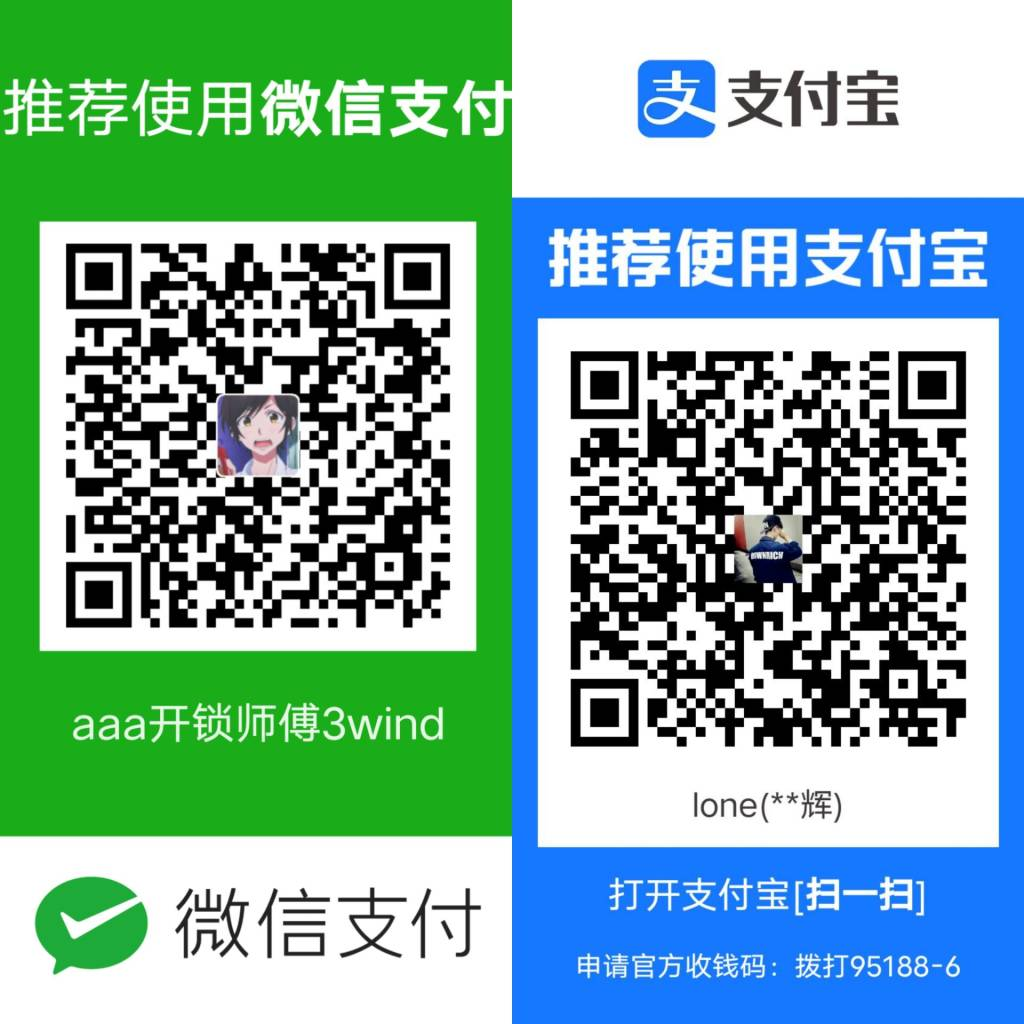 推荐使用微信支付
aaa开锁师傅3wind
微信支付
支 支付宝
推荐使用支付宝
DOWNRICH
lone(**辉)
打开支付宝[扫一扫]
申请官方收钱码：拨打95188-6